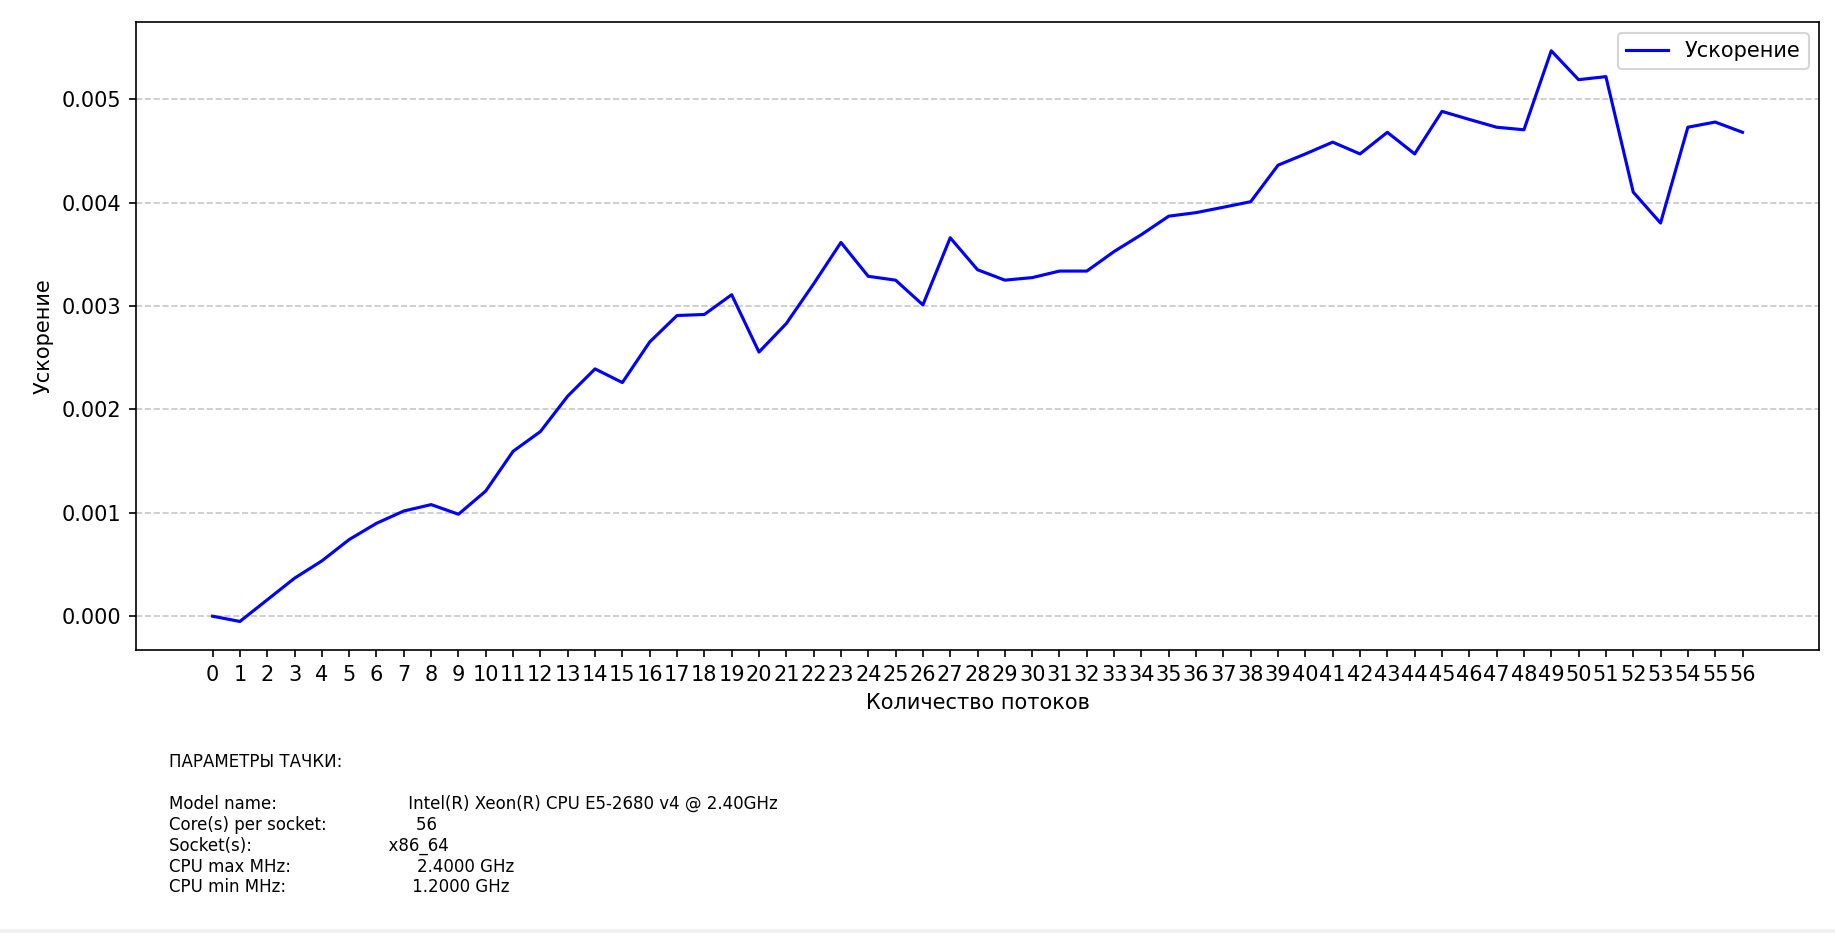 Ускорение
0.005
0.004
0.003
0.002
0.001
0.000
Ускорение
0 1 2 3 4 5 6 7 8 9 10 11 12 13 14 15 16 17 18 19 20 21 22 23 24 25 26 27 28 29 30 31 32 33 34 35 36 37 38 39 40 41 42 43 44 45 46 47 48 49 50 51 52 53 54 55 56
Количество потоков
ПАРАМЕТРЫ ТАЧКИ:
Model name: Intel(R) Xeon(R) CPU E5-2680 v4 @ 2.40GHz
Core(s) per socket: 56
Socket(s): x86_64
CPU max MHz: 2.4000 GHz
CPU min MHz: 1.2000 GHz